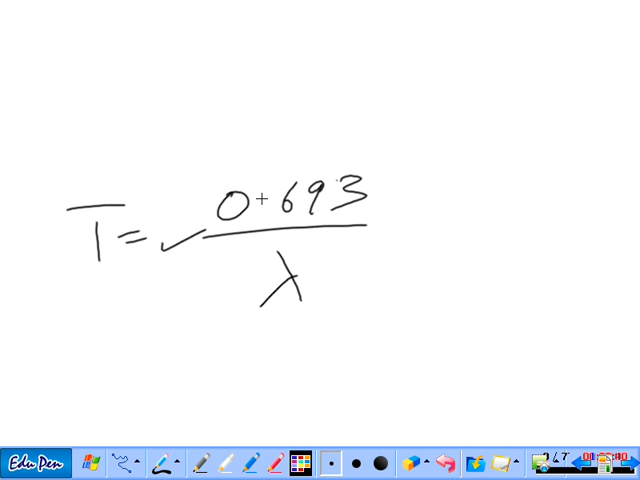 T = 0.693 / λ
Edu Pen